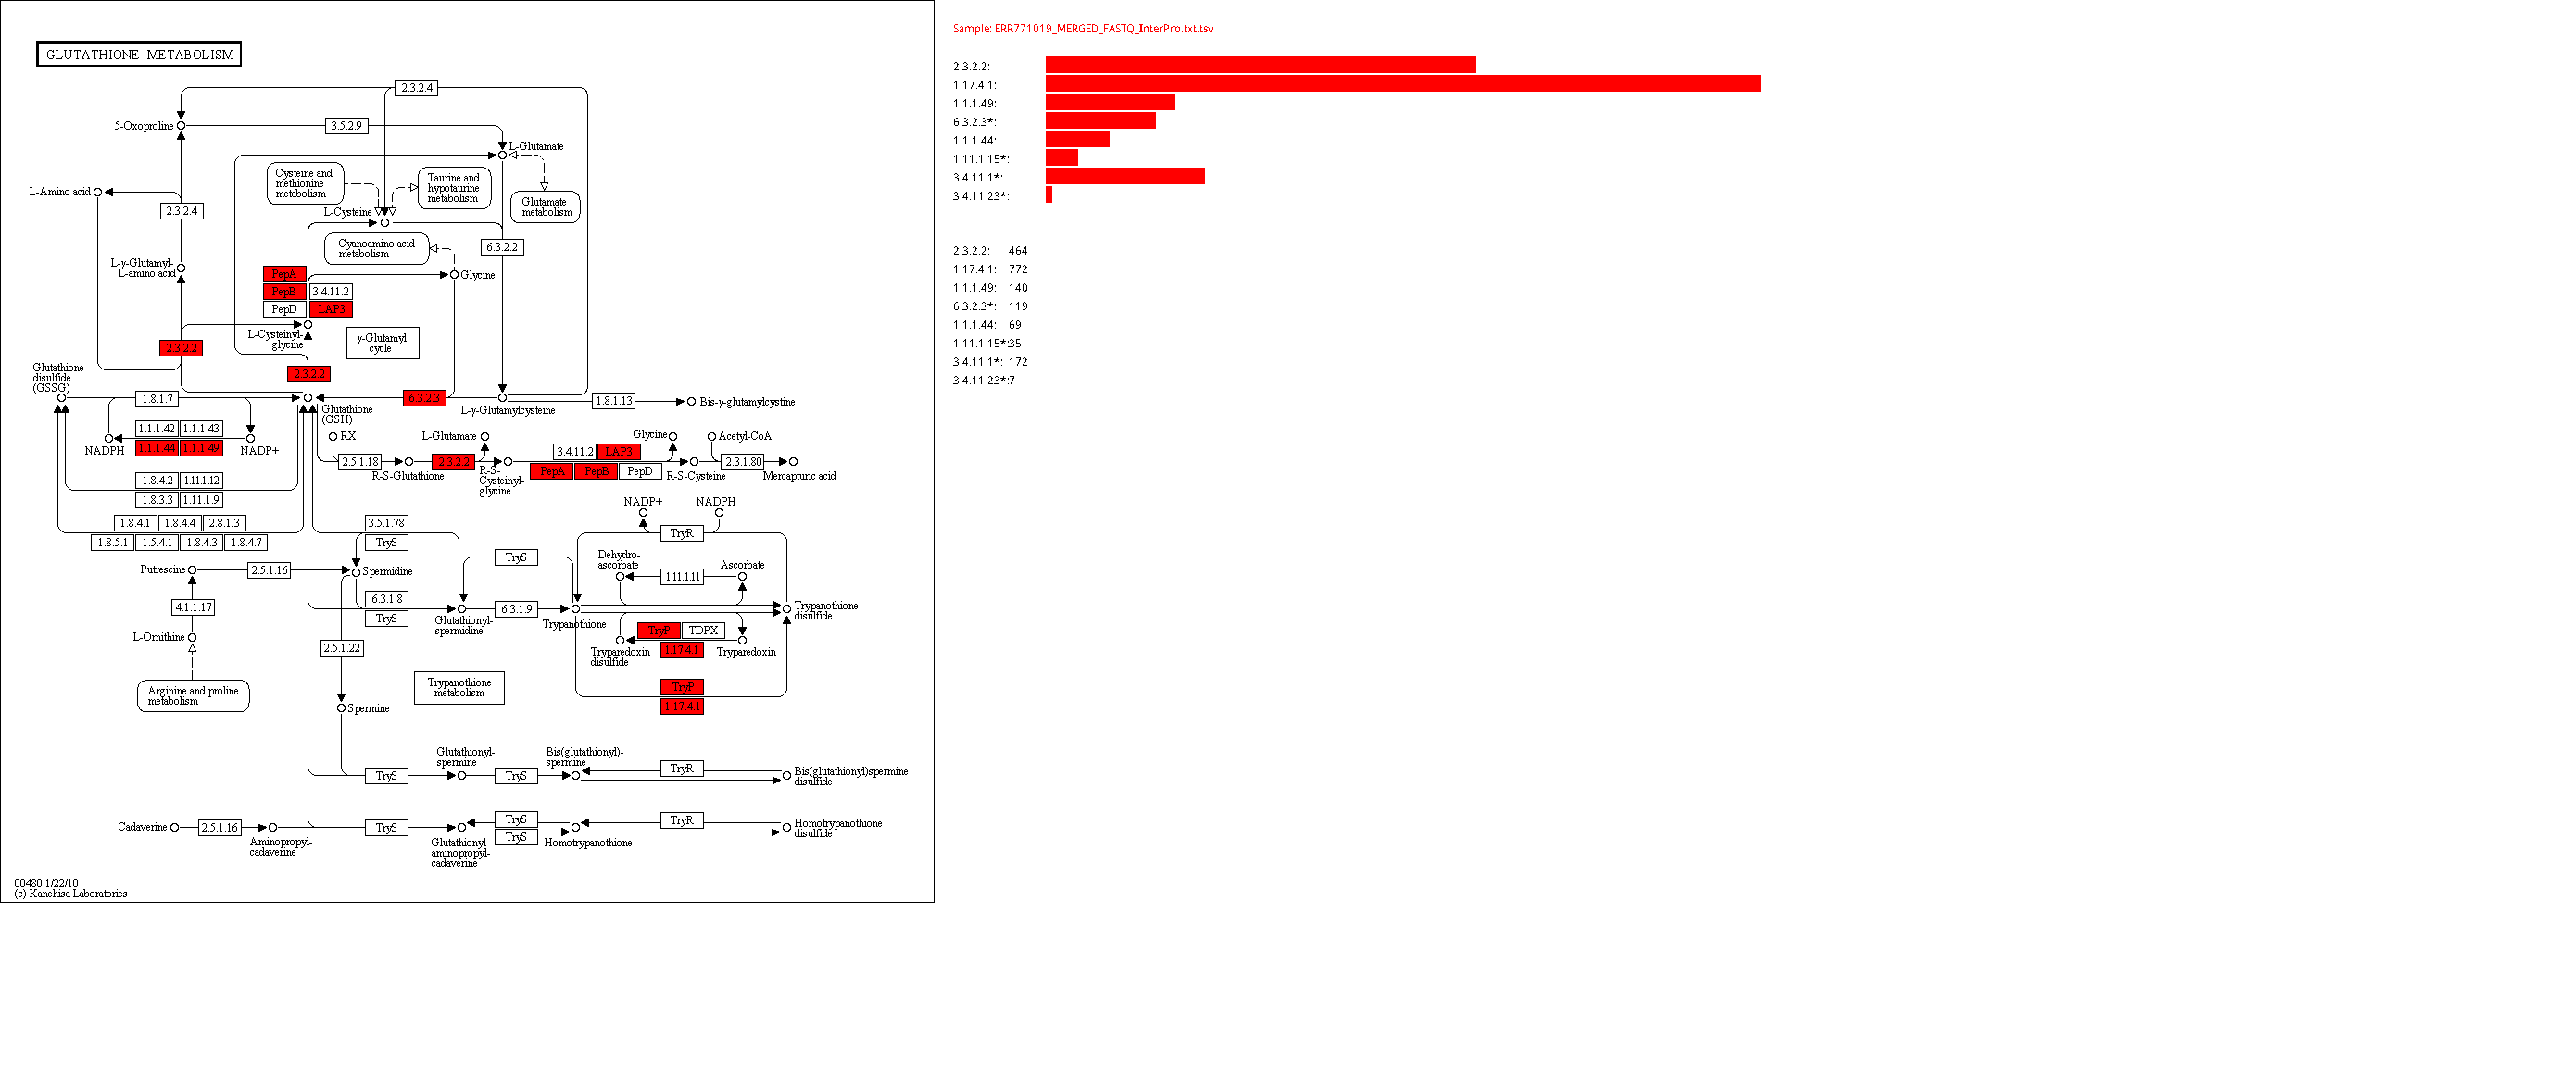 GLUTATHIONE METABOLISM
2.3.2.4
5-Oxoproline
3.5.2.9
L-Glutamate
Cysteine and
methionine
metabolism
Taurine and
hypotaurine
metabolism
L-Amino acid
Glutamate
metabolism
2.3.2.4
L-Cysteine
Cyanoamino acid
metabolism
6.3.2.2
L-γ-Glutamyl-
L-amino acid
PepA
Glycine
PepB
3.4.11.2
PepD
LAP3
L-Cysteinyl-
glycine
γ-Glutamyl
cycle
2.3.2.2
2.3.2.2
Glutathione
disulfide
(GSSG)
1.8.1.7
Glutathione
(GSH)
6.3.2.3
L-γ-Glutamylcysteine
1.8.1.13
Bis-γ-glutamylcystine
1.1.1.42
1.1.1.43
NADPH
1.1.1.44
1.1.1.49
NADP+
RX
L-Glutamate
Glycine
Acetyl-CoA
3.4.11.2
LAP3
2.5.1.18
R-S-Glutathione
2.3.2.2
R-S-
Cysteinyl-
glycine
PepA
PepB
PepD
R-S-Cysteine
2.3.1.80
Mercapturic acid
1.8.4.2
1.11.1.12
1.8.3.3
1.11.1.9
NADP+
NADPH
1.8.4.1
1.8.4.4
2.8.1.3
1.8.5.1
1.5.4.1
1.8.4.3
1.8.4.7
3.5.1.78
TryS
TryR
Putrescine
2.5.1.16
Spermidine
TryS
Dehydro-
ascorbate
1.11.1.11
Ascorbate
4.1.1.17
6.3.1.8
TryS
Glutathionyl-
spermidine
6.3.1.9
Trypanothione
Trypanothione
disulfide
L-Ornithine
2.5.1.22
TryP
TDPX
Tryparedoxin
disulfide
1.17.4.1
Tryparedoxin
Arginine and proline
metabolism
Trypanothione
metabolism
TryP
1.17.4.1
Spermine
Glutathionyl-
spermine
Bis(glutathionyl)-
spermine
TryS
TryS
TryR
Bis(glutathionyl)spermine
disulfide
Cadaverine
2.5.1.16
Aminopropyl-
cadaverine
TryS
Glutathionyl-
aminopropyl-
cadaverine
TryS
TryS
Homotrypanothione
TryR
Homotrypanothione
disulfide
00480 1/22/10
(c) Kanehisa Laboratories
Sample: ERR771019_MERGED_FASTQ_InterPro.txt.tsv
2.3.2.2:
1.17.4.1:
1.1.1.49:
6.3.2.3*:
1.1.1.44:
1.11.1.15*:
3.4.11.1*:
3.4.11.23*:
2.3.2.2: 464
1.17.4.1: 772
1.1.1.49: 140
6.3.2.3*: 119
1.1.1.44: 69
1.11.1.15*:35
3.4.11.1*: 172
3.4.11.23*:7